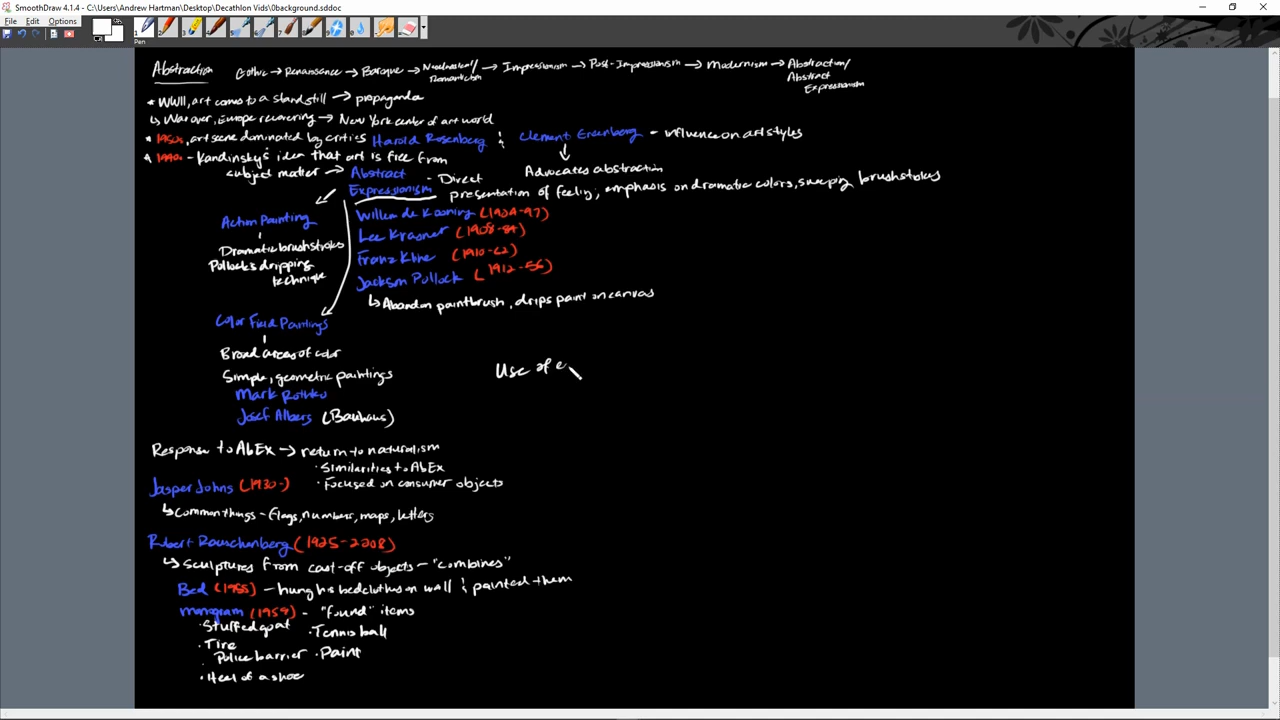 SmoothDraw 4.1.4 - C:\Users\Andrew Hartman\Desktop\Decathlon Vids\0background.sddoc
File Edit Options
Pen
Abstraction Gothic → Renaissance → Baroque → Neoclassical/Romanticism → Impressionism → Post-Impressionism → Modernism → Abstraction/Abstract Expressionism
* WWII, art comes to a standstill → propaganda
↳ War over, Europe recovering → New York center of art world
* 1950s, art scene dominated by critics Harold Rosenberg & Clement Greenberg - influence on art styles
* 1940s - Kandinsky's idea that art is free from
subject matter → Abstract Expressionism - Direct presentation of feeling, emphasis on dramatic colors, sweeping brushstrokes
Advocates abstraction
Action Painting
Dramatic brushstrokes
Pollock's dripping
technique
Willem de Kooning (1904-97)
Lee Krasner (1908-84)
Franz Kline (1910-62)
Jackson Pollock (1912-56)
↳ Abandon paintbrush, drips paint on canvas
Color Field Paintings
Broad areas of color
Simple, geometric paintings
Mark Rothko
Josef Albers (Bauhaus)
Use of e
Response to AbEx → return to naturalism
· Similarities to AbEx
· Focused on consumer objects
Jasper Johns (1930-)
↳ Common things - flags, numbers, maps, letters
Robert Rauschenberg (1925-2008)
↳ Sculptures from cast-off objects - "combines"
Bed (1955) - hung his bedclothes on wall & painted them
Monogram (1959) - "found" items
· Stuffed goat · Tennis ball
· Tire
· Police barrier · Paint
· Heel of a shoe